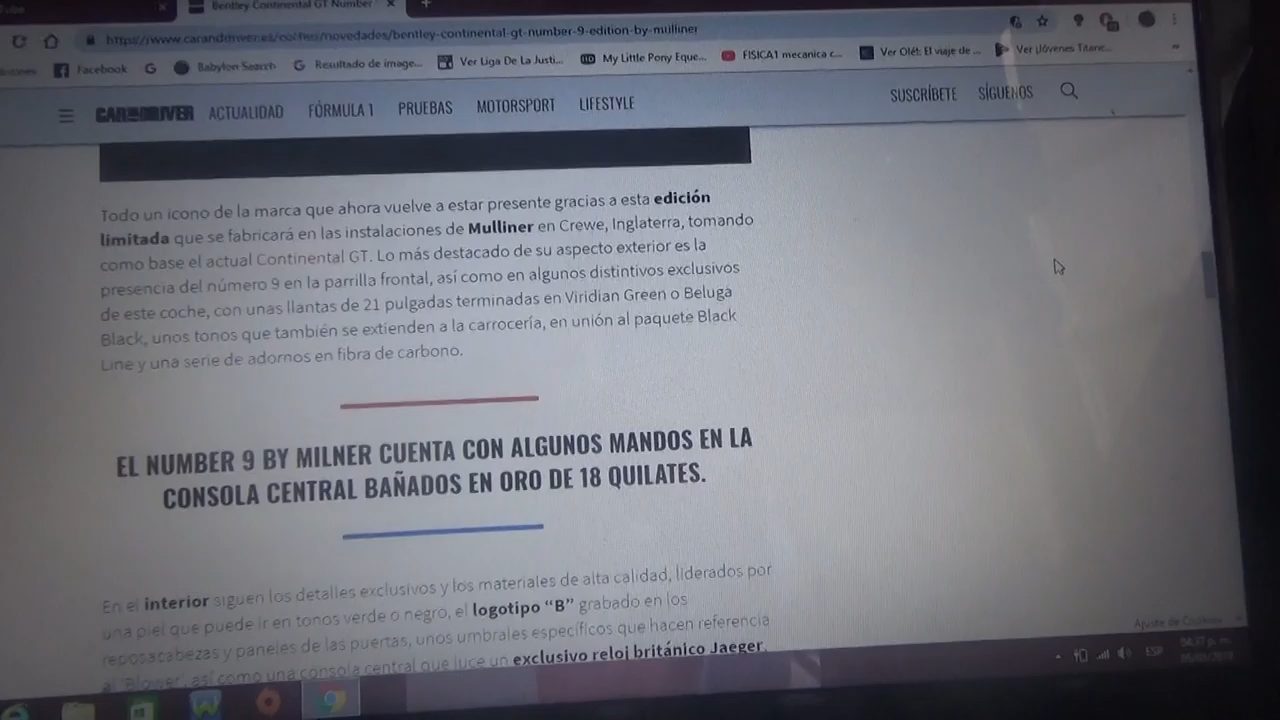 Bentley Continental GT Number
https://www.caranddriver.es/coches/novedades/bentley-continental-gt-number-9-edition-by-mulliner
Facebook Babylon Search Resultado de image... Ver Liga De La Justi... My Little Pony Eque... FISICA1 mecanica c... Ver Olé!: El viaje de ... Ver ¡Jóvenes Titane...
CAR AND DRIVER ACTUALIDAD FÓRMULA 1 PRUEBAS MOTORSPORT LIFESTYLE SUSCRÍBETE SÍGUENOS
Todo un icono de la marca que ahora vuelve a estar presente gracias a esta edición
limitada que se fabricará en las instalaciones de Mulliner en Crewe, Inglaterra, tomando
como base el actual Continental GT. Lo más destacado de su aspecto exterior es la
presencia del número 9 en la parrilla frontal, así como en algunos distintivos exclusivos
de este coche, con unas llantas de 21 pulgadas terminadas en Viridian Green o Beluga
Black, unos tonos que también se extienden a la carrocería, en unión al paquete Black
Line y una serie de adornos en fibra de carbono.
EL NUMBER 9 BY MILNER CUENTA CON ALGUNOS MANDOS EN LA
CONSOLA CENTRAL BAÑADOS EN ORO DE 18 QUILATES.
En el interior siguen los detalles exclusivos y los materiales de alta calidad, liderados por
una piel que puede ir en tonos verde o negro, el logotipo “B” grabado en los
reposacabezas y paneles de las puertas, unos umbrales específicos que hacen referencia
al 'Blower', así como una consola central que luce un exclusivo reloj británico Jaeger,
Ajuste de Cookies
ESP 04:37 p. m.